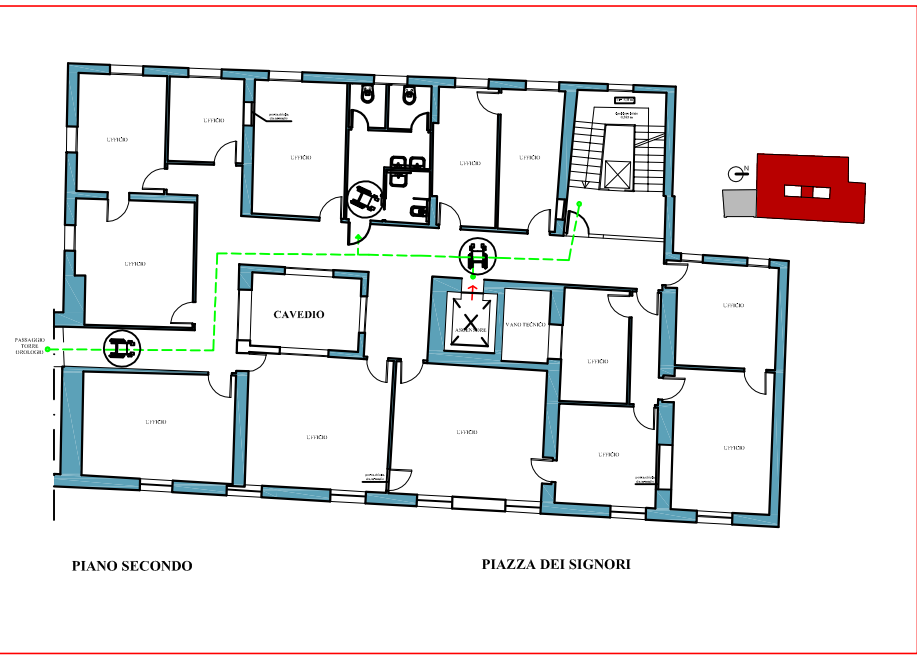 UFFICIO
UFFICIO
UFFICIO
UFFICIO
UFFICIO
N
UFFICIO
CAVEDIO
ASCENSORE
VANO TECNICO
UFFICIO
PASSAGGIO
TORRE
OROLOGIO
UFFICIO
UFFICIO
UFFICIO
UFFICIO
UFFICIO
UFFICIO
PIANO SECONDO
PIAZZA DEI SIGNORI